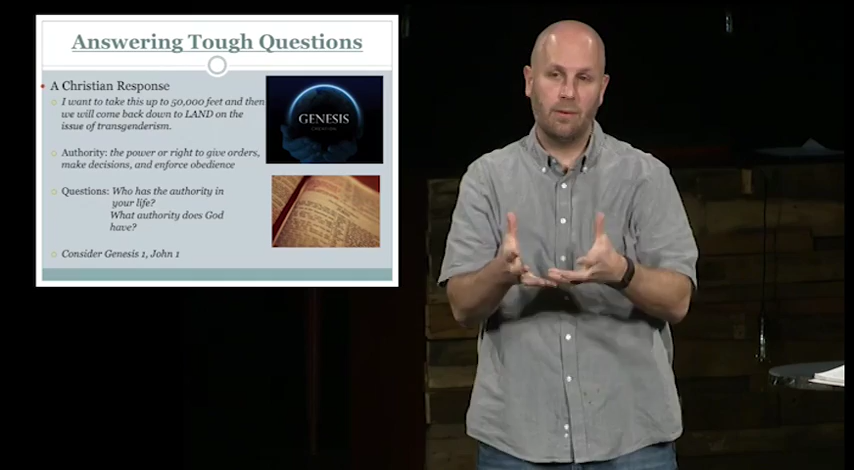 Answering Tough Questions
A Christian Response
I want to take this up to 50,000 feet and then
we will come back down to LAND on the
issue of transgenderism.
GENESIS
Authority: the power or right to give orders,
make decisions, and enforce obedience
Questions: Who has the authority in
your life?
What authority does God
have?
Consider Genesis 1, John 1